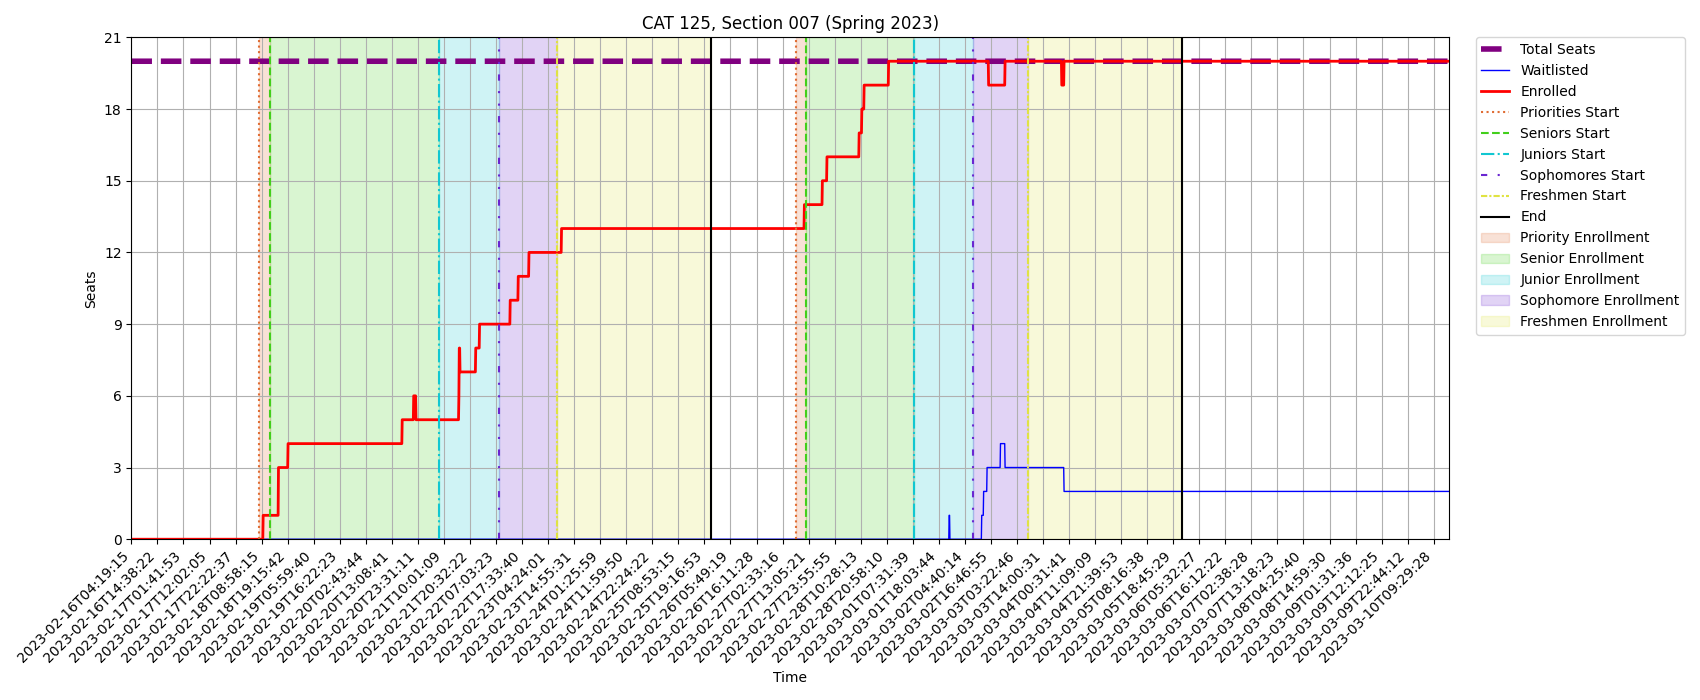 CAT 125, Section 007 (Spring 2023)
21
18
15
12
9
6
3
0
Seats
2023-02-16T04:19:15
2023-02-16T14:38:22
2023-02-17T01:41:53
2023-02-17T12:02:05
2023-02-17T22:22:37
2023-02-18T08:58:15
2023-02-18T19:15:42
2023-02-19T05:59:40
2023-02-19T16:22:23
2023-02-20T02:43:44
2023-02-20T13:08:41
2023-02-20T23:31:11
2023-02-21T10:01:09
2023-02-21T20:32:22
2023-02-22T07:03:23
2023-02-22T17:33:40
2023-02-23T04:24:01
2023-02-23T14:55:31
2023-02-24T01:25:59
2023-02-24T11:59:50
2023-02-24T22:24:22
2023-02-25T08:53:15
2023-02-25T19:16:53
2023-02-26T05:49:19
2023-02-26T16:11:28
2023-02-27T02:33:16
2023-02-27T13:05:21
2023-02-27T23:55:55
2023-02-28T10:28:13
2023-02-28T20:58:10
2023-03-01T07:31:39
2023-03-01T18:03:44
2023-03-02T04:40:14
2023-03-02T16:46:55
2023-03-03T03:22:46
2023-03-03T14:00:31
2023-03-04T00:31:41
2023-03-04T11:09:09
2023-03-04T21:39:53
2023-03-05T08:16:38
2023-03-05T18:45:29
2023-03-06T05:32:27
2023-03-06T16:12:22
2023-03-07T02:38:28
2023-03-07T13:18:23
2023-03-08T04:25:40
2023-03-08T14:59:30
2023-03-09T01:31:36
2023-03-09T12:12:25
2023-03-09T22:44:12
2023-03-10T09:29:28
Time
Total Seats
Waitlisted
Enrolled
Priorities Start
Seniors Start
Juniors Start
Sophomores Start
Freshmen Start
End
Priority Enrollment
Senior Enrollment
Junior Enrollment
Sophomore Enrollment
Freshmen Enrollment